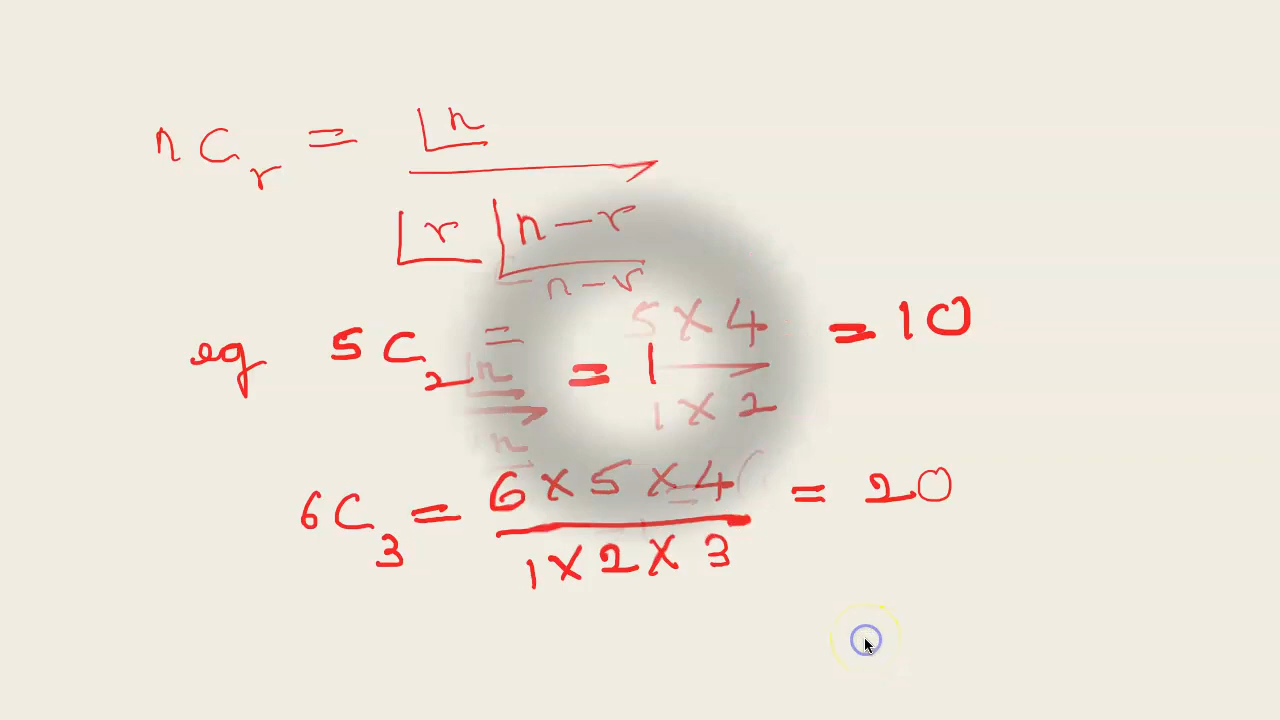 nCr = ⌊n
⌊r ⌊n-r
n-r
eg 5C2 = = 5×4 = 10
n
1×2
n
6C3 = 6×5×4 = 20
1×2×3